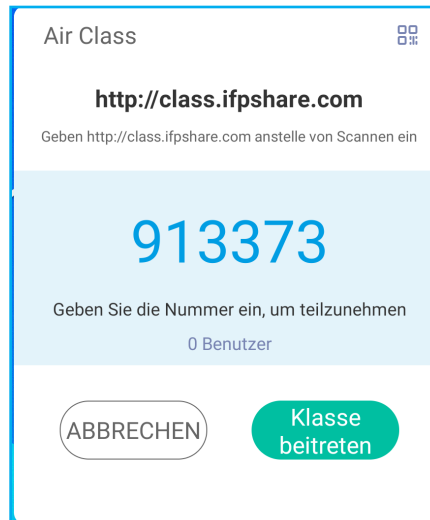 Air Class
http://class.ifpshare.com
Geben http://class.ifpshare.com anstelle von Scannen ein
913373
Geben Sie die Nummer ein, um teilzunehmen
0 Benutzer
ABBRECHEN
Klasse
beitreten